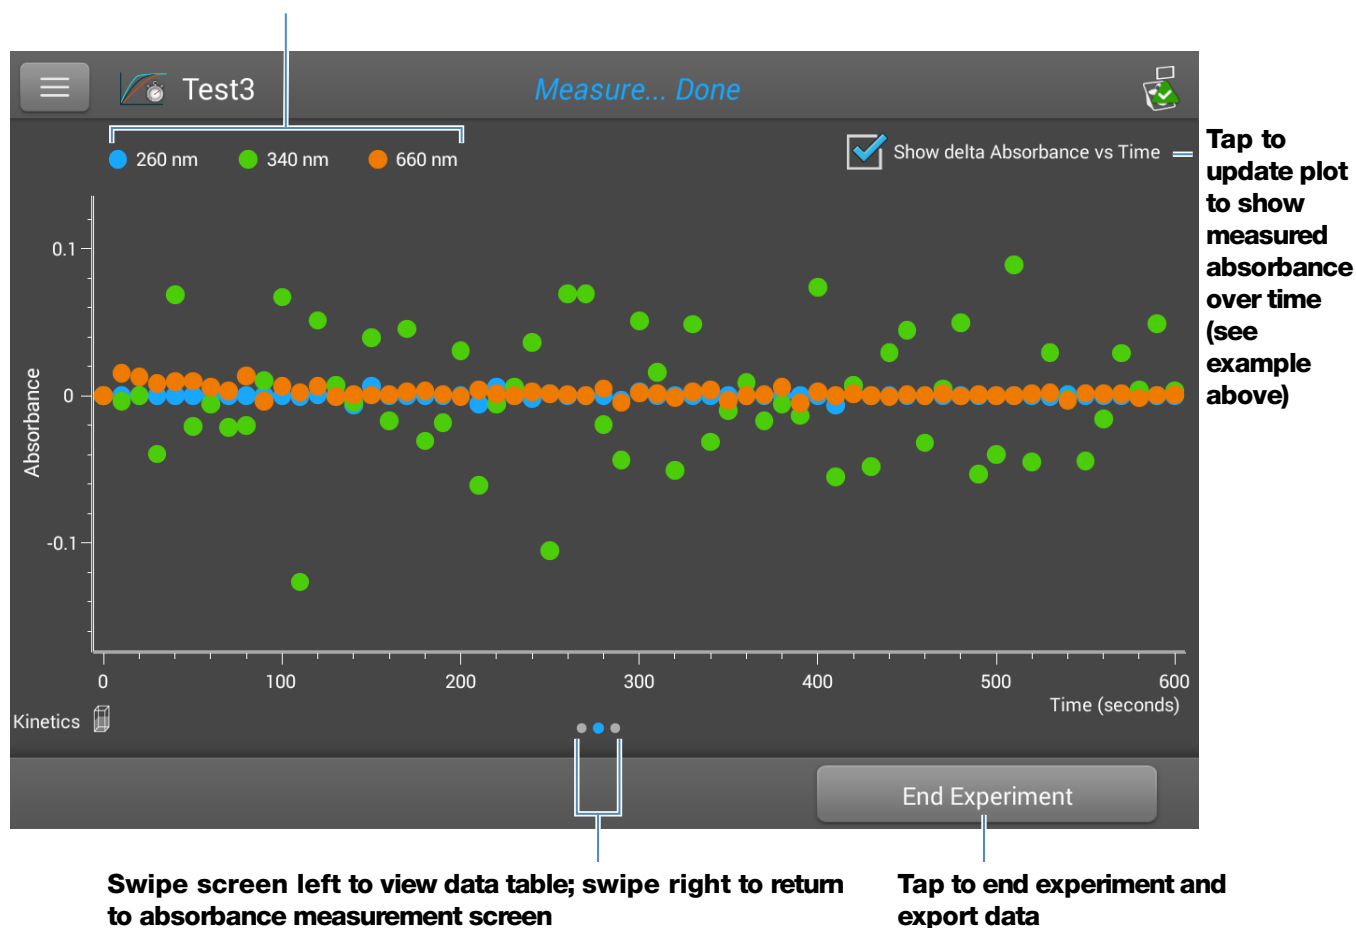 Test3
Measure... Done
260 nm
340 nm
660 nm
Show delta Absorbance vs Time
Tap to
update plot
to show
measured
absorbance
over time
(see
example
above)
0.1
0
-0.1
Absorbance
0
100
200
300
400
500
600
Time (seconds)
Kinetics
End Experiment
Swipe screen left to view data table; swipe right to return
to absorbance measurement screen
Tap to end experiment and
export data